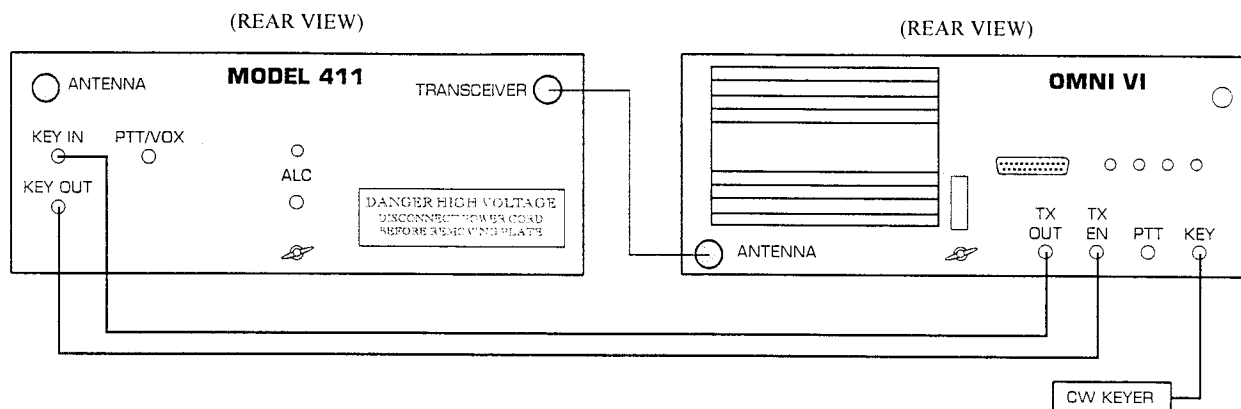 (REAR VIEW)
ANTENNA
MODEL 411
TRANSCEIVER
KEY IN
PTT/VOX
KEY OUT
ALC
DANGER HIGH VOLTAGE
DISCONNECT POWER CORD
BEFORE REMOVING PLATE
(REAR VIEW)
OMNI VI
ANTENNA
TX OUT
TX EN
PTT
KEY
CW KEYER